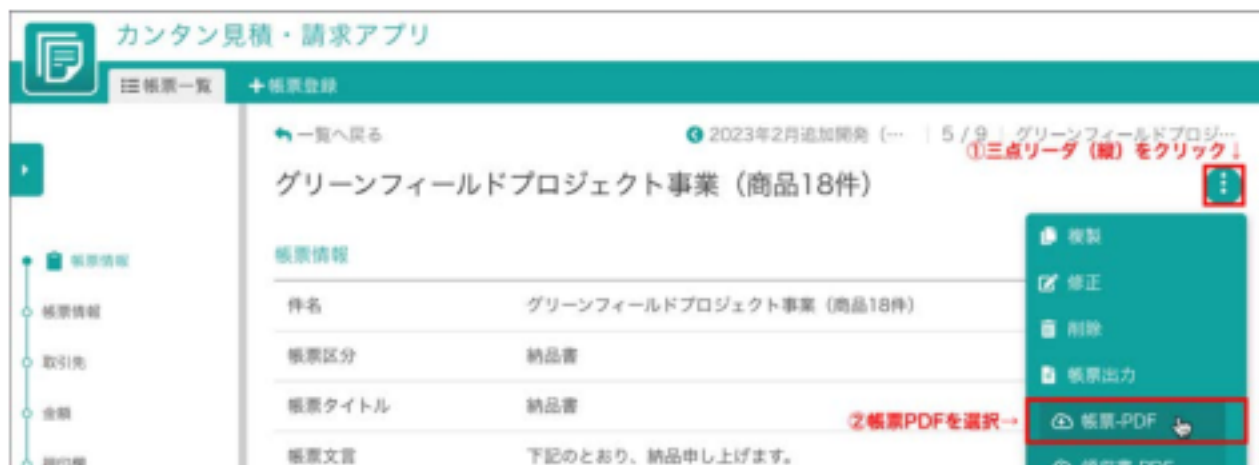 カンタン見積・請求アプリ
帳票一覧
+帳票登録
一覧へ戻る
2023年2月追加開発（… | 5 / 9 | グリーンフィールドプロジ…
①三点リーダ（縦）をクリック↓
グリーンフィールドプロジェクト事業（商品18件）
複製
帳票情報
帳票情報
修正
帳票情報
件名 グリーンフィールドプロジェクト事業（商品18件）
削除
取引先
帳票区分 納品書
帳票出力
金額
帳票タイトル 納品書
②帳票PDFを選択→
帳票-PDF
帳票文言 下記のとおり、納品申し上げます。